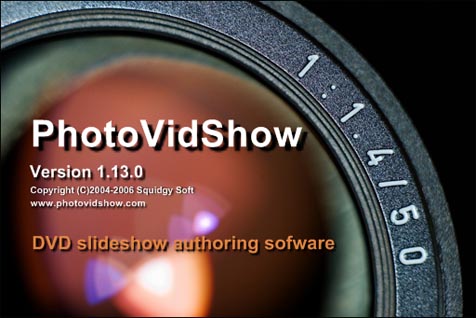 1:1.4/50
PhotoVidShow
Version 1.13.0
Copyright (C)2004-2006 Squidgy Soft
www.photovidshow.com
DVD slideshow authoring sofware